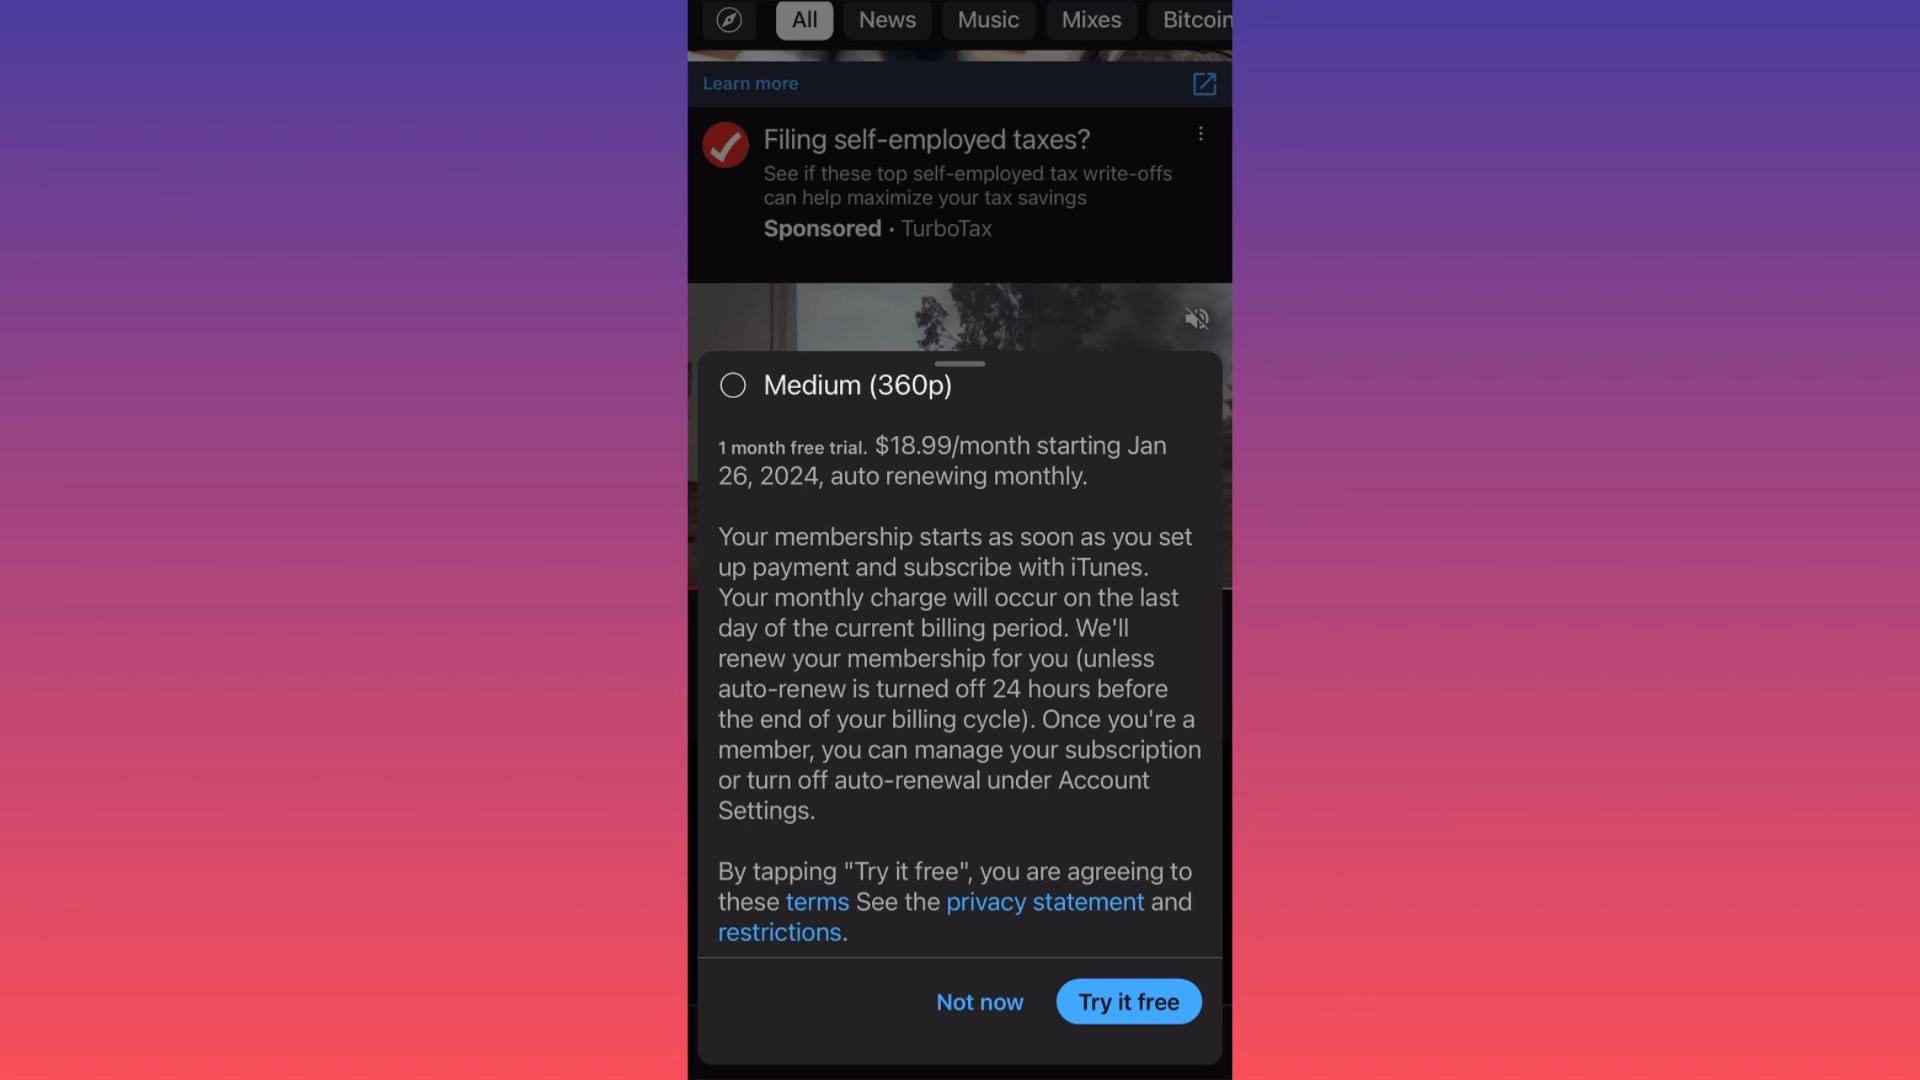 All News Music Mixes Bitcoin
Learn more
Filing self-employed taxes?
See if these top self-employed tax write-offs
can help maximize your tax savings
Sponsored • TurboTax
Medium (360p)
1 month free trial. $18.99/month starting Jan
26, 2024, auto renewing monthly.
Your membership starts as soon as you set
up payment and subscribe with iTunes.
Your monthly charge will occur on the last
day of the current billing period. We'll
renew your membership for you (unless
auto-renew is turned off 24 hours before
the end of your billing cycle). Once you're a
member, you can manage your subscription
or turn off auto-renewal under Account
Settings.
By tapping "Try it free", you are agreeing to
these terms See the privacy statement and
restrictions.
Not now Try it free